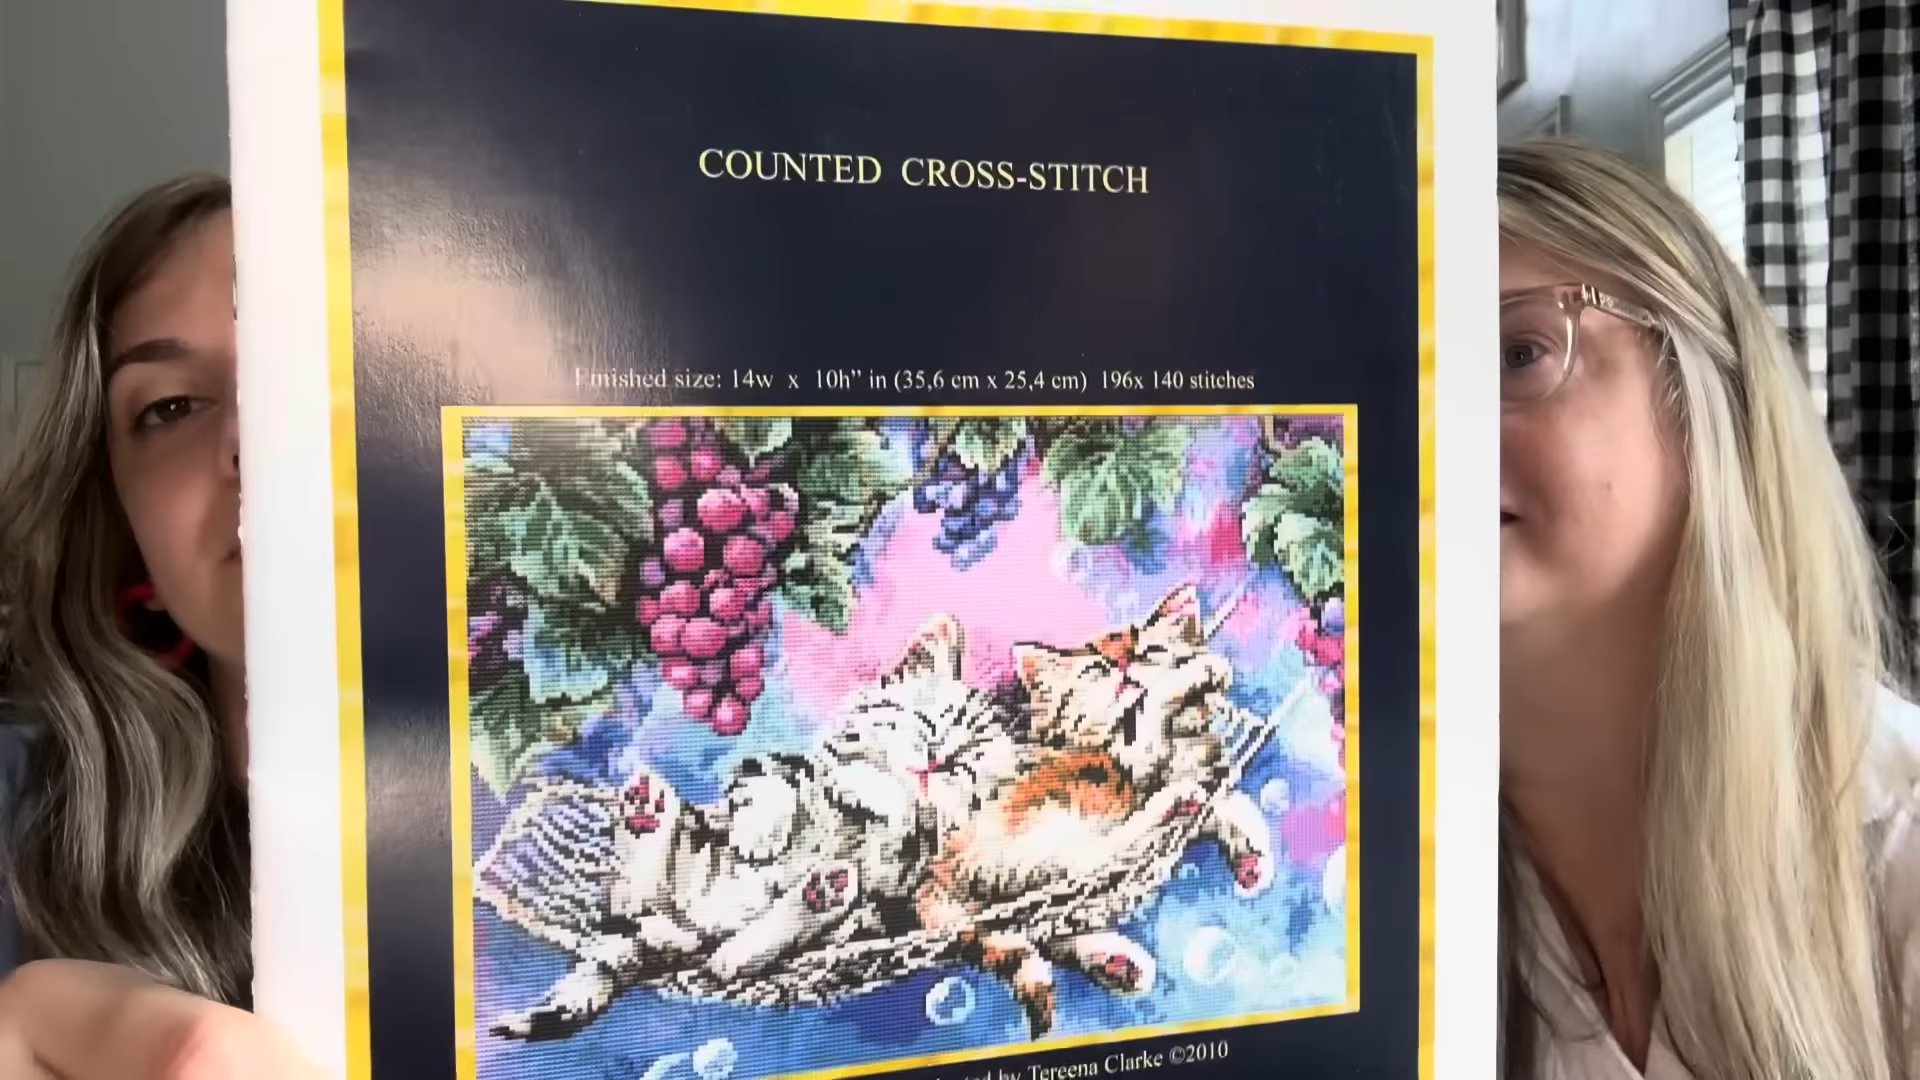 COUNTED CROSS-STITCH
Finished size: 14w x 10h” in (35,6 cm x 25,4 cm) 196x 140 stitches
by Tereena Clarke ©2010